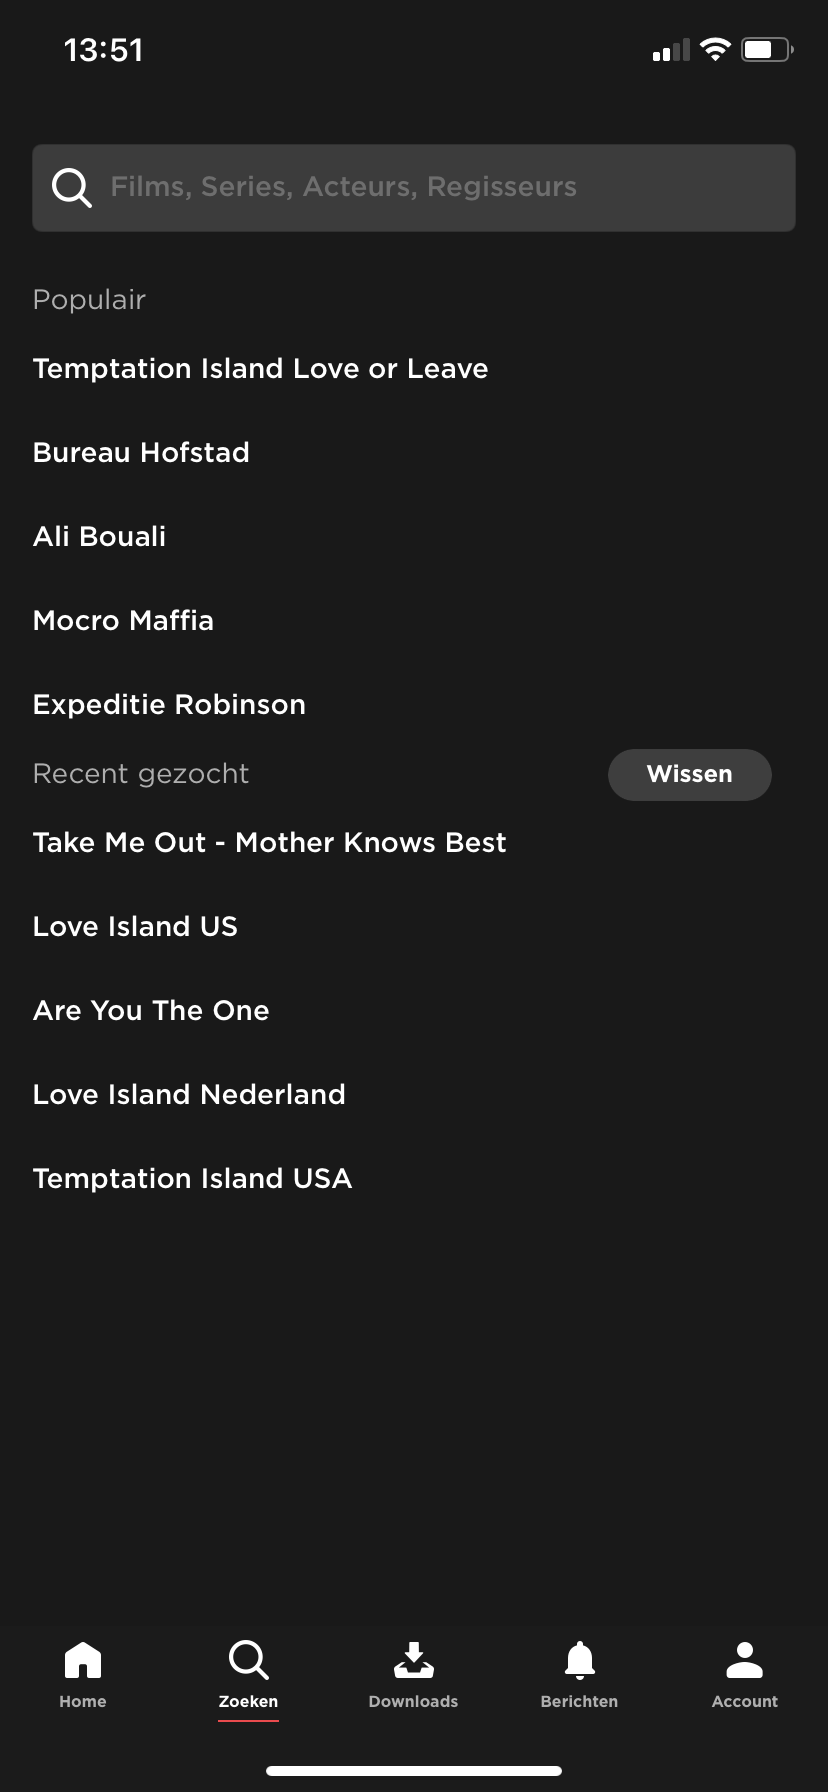 13:51
Films, Series, Acteurs, Regisseurs
Populair
Temptation Island Love or Leave
Bureau Hofstad
Ali Bouali
Mocro Maffia
Expeditie Robinson
Recent gezocht Wissen
Take Me Out - Mother Knows Best
Love Island US
Are You The One
Love Island Nederland
Temptation Island USA
Home Zoeken Downloads Berichten Account